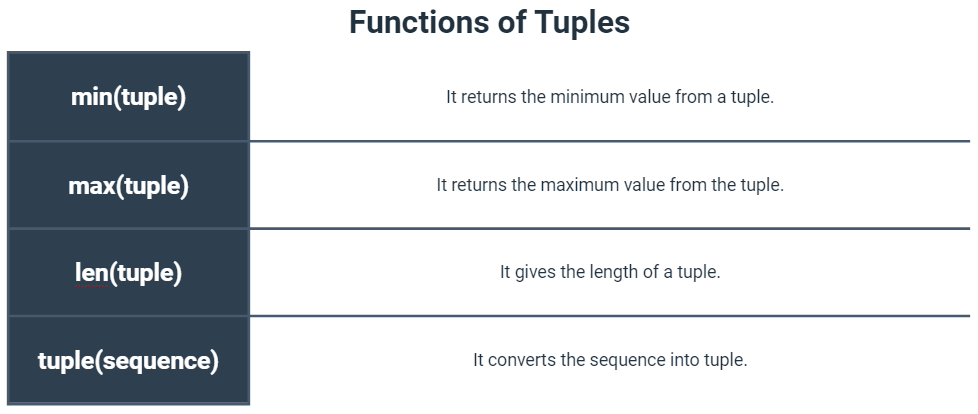 Functions of Tuples
min(tuple)
It returns the minimum value from a tuple.
max(tuple)
It returns the maximum value from the tuple.
len(tuple)
It gives the length of a tuple.
tuple(sequence)
It converts the sequence into tuple.